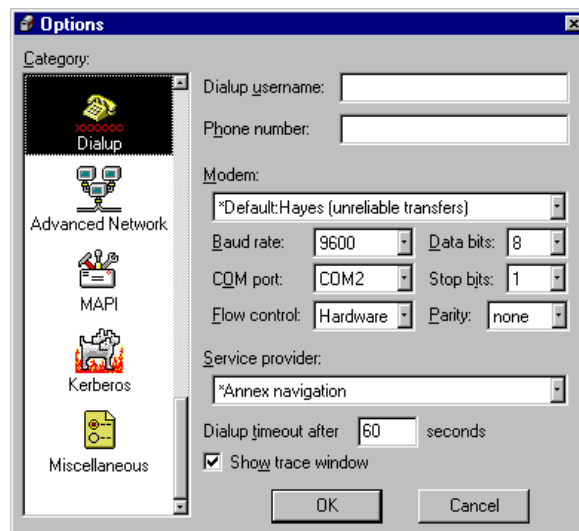 Options
Category:
Dialup
Advanced Network
MAPI
Kerberos
Miscellaneous
Dialup username:
Phone number:
Modem:
*Default:Hayes (unreliable transfers)
Baud rate: 9600 Data bits: 8
COM port: COM2 Stop bits: 1
Flow control: Hardware Parity: none
Service provider:
*Annex navigation
Dialup timeout after 60 seconds
Show trace window
OK Cancel